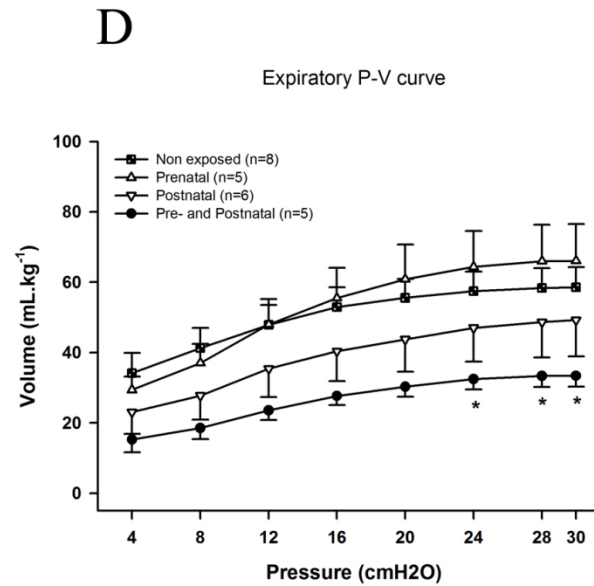 D
Expiratory P-V curve
Non exposed (n=8)
Prenatal (n=5)
Postnatal (n=6)
Pre- and Postnatal (n=5)
Volume (mL.kg⁻¹)
100
80
60
40
20
0
* * *
4 8 12 16 20 24 28 30
Pressure (cmH2O)